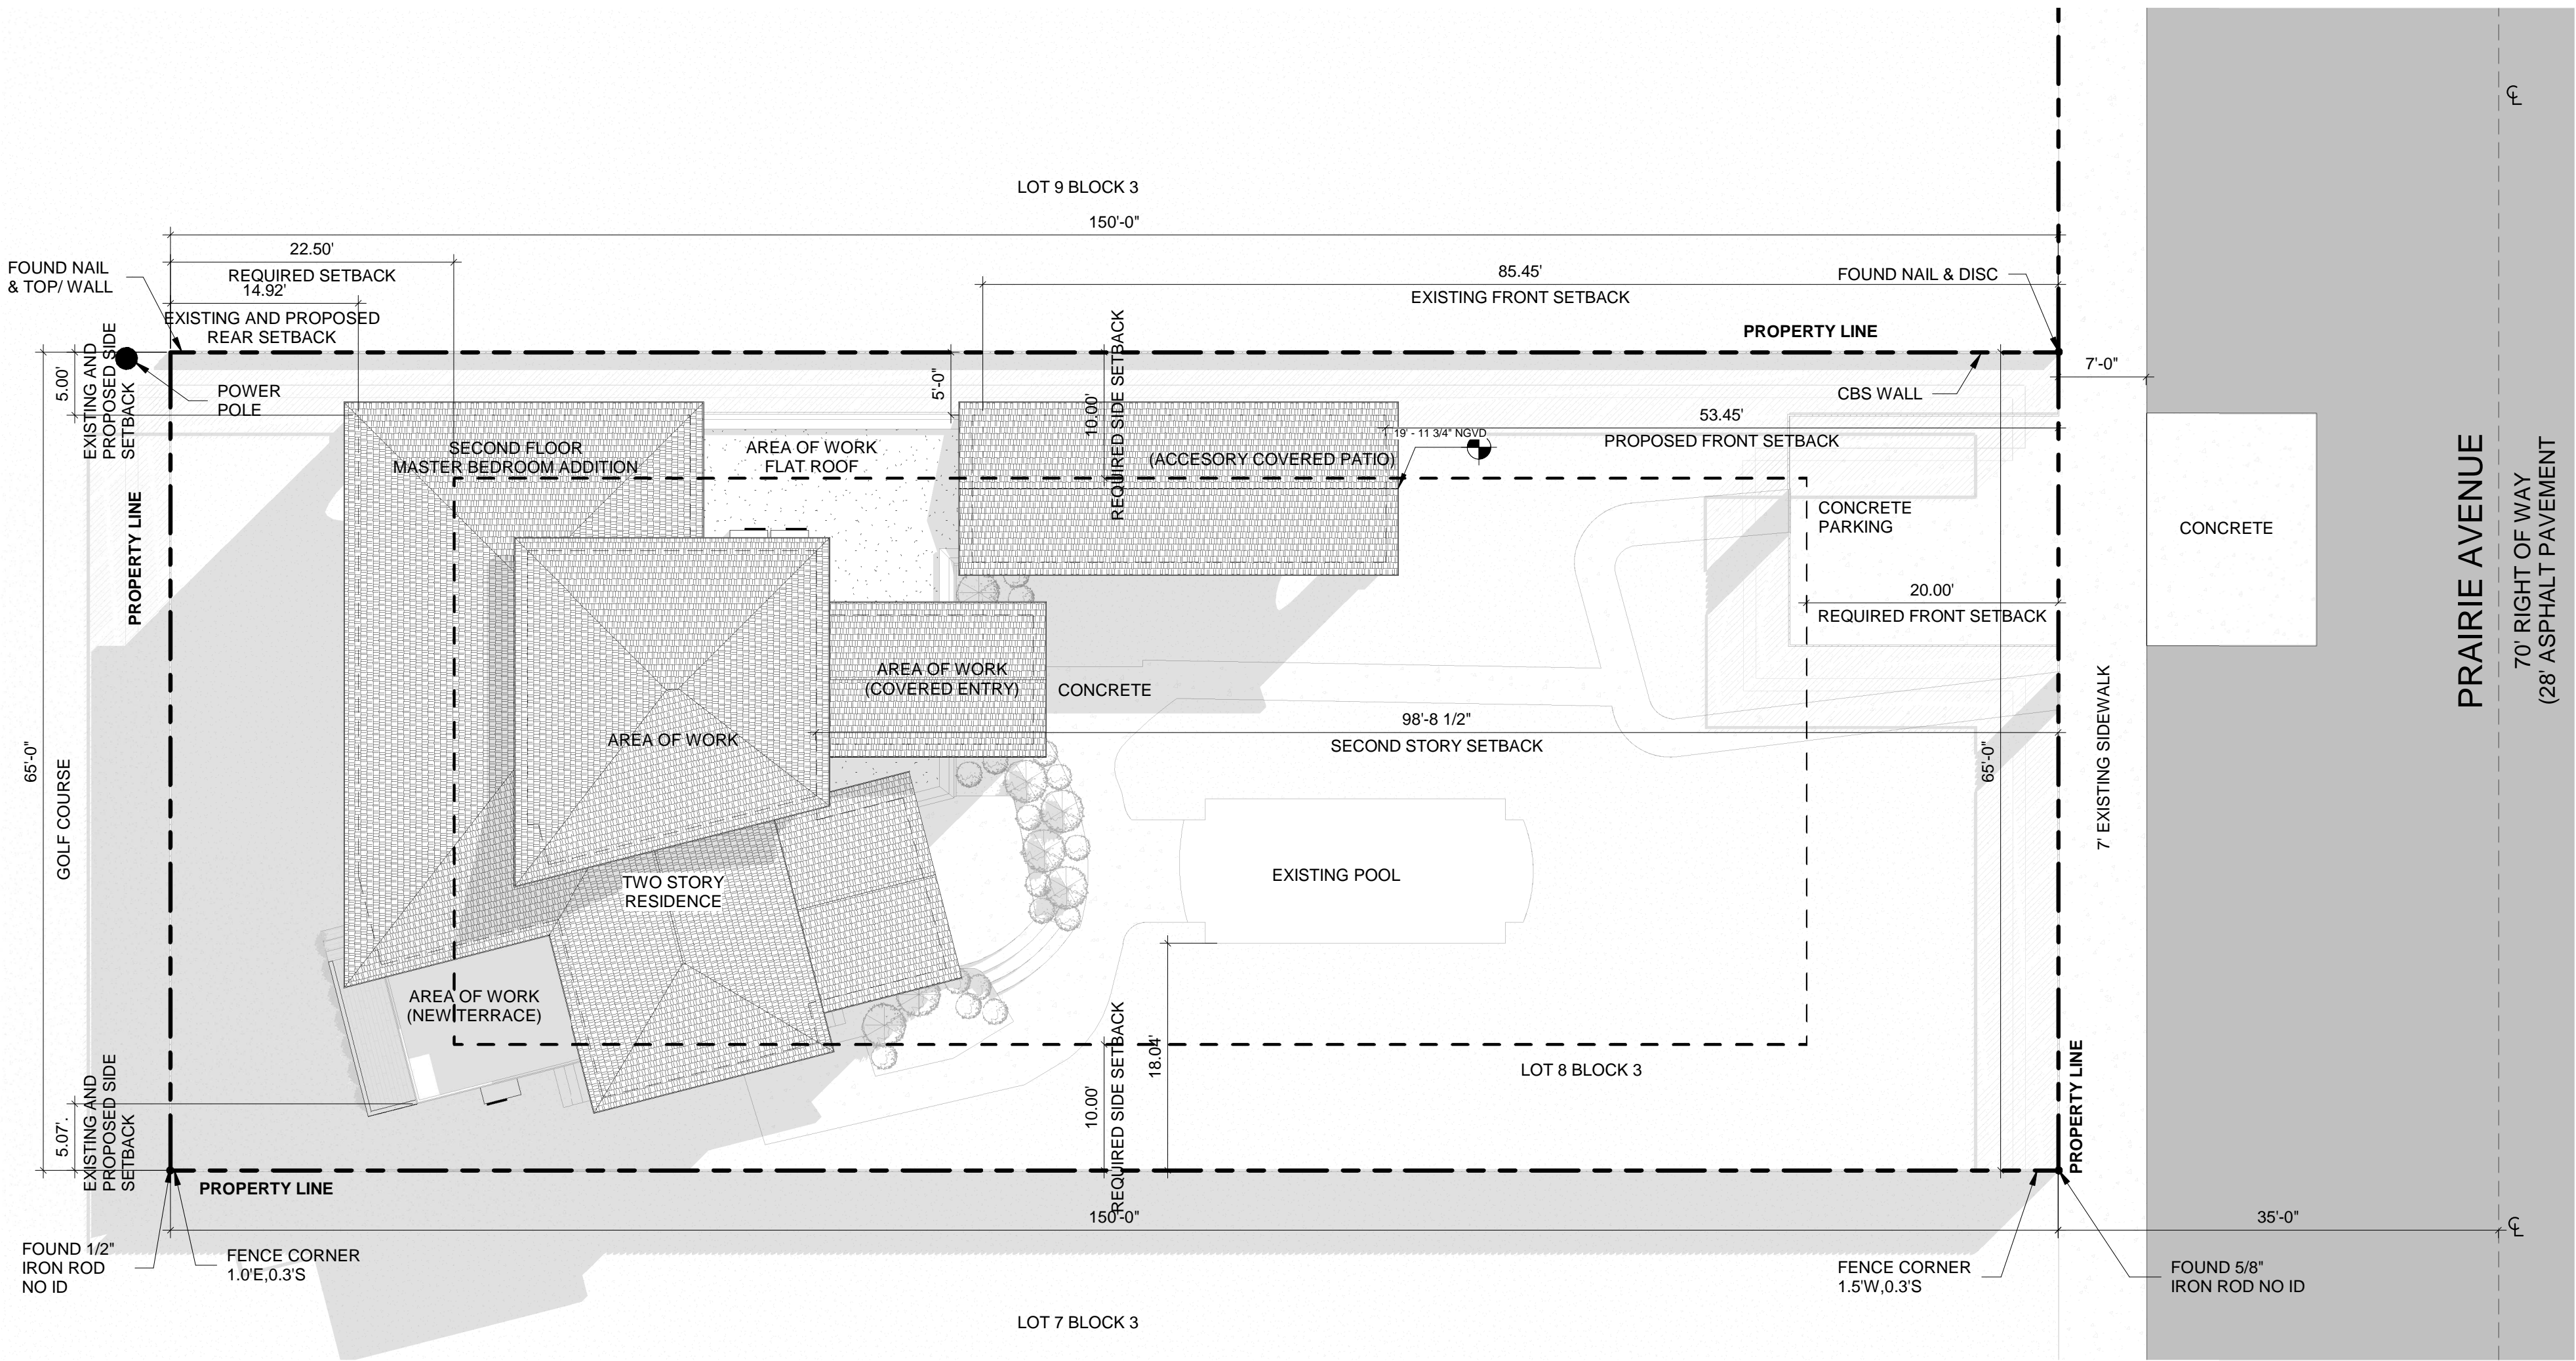 LOT 9 BLOCK 3
150'-0"
22.50'
REQUIRED SETBACK
14.92'
EXISTING AND PROPOSED
REAR SETBACK
FOUND NAIL
& TOP/ WALL
85.45'
EXISTING FRONT SETBACK
FOUND NAIL & DISC
PROPERTY LINE
℄
5.00'
EXISTING AND
PROPOSED SIDE
SETBACK
POWER
POLE
5'-0"
10.00'
REQUIRED SIDE SETBACK
CBS WALL
7'-0"
53.45'
PROPOSED FRONT SETBACK
19' - 11 3/4" NGVD
SECOND FLOOR
MASTER BEDROOM ADDITION
AREA OF WORK
FLAT ROOF
(ACCESORY COVERED PATIO)
PROPERTY LINE
CONCRETE
PARKING
CONCRETE
20.00'
REQUIRED FRONT SETBACK
PRAIRIE AVENUE
70' RIGHT OF WAY
(28' ASPHALT PAVEMENT
AREA OF WORK
(COVERED ENTRY)
CONCRETE
98'-8 1/2"
SECOND STORY SETBACK
AREA OF WORK
65'-0"
GOLF COURSE
65'-0"
7' EXISTING SIDEWALK
TWO STORY
RESIDENCE
EXISTING POOL
AREA OF WORK
(NEW TERRACE)
18.04'
10.00'
REQUIRED SIDE SETBACK
LOT 8 BLOCK 3
PROPERTY LINE
5.07'.
EXISTING AND
PROPOSED SIDE
SETBACK
PROPERTY LINE
150'-0"
35'-0"
℄
FOUND 1/2"
IRON ROD
NO ID
FENCE CORNER
1.0'E,0.3'S
FENCE CORNER
1.5'W,0.3'S
FOUND 5/8"
IRON ROD NO ID
LOT 7 BLOCK 3